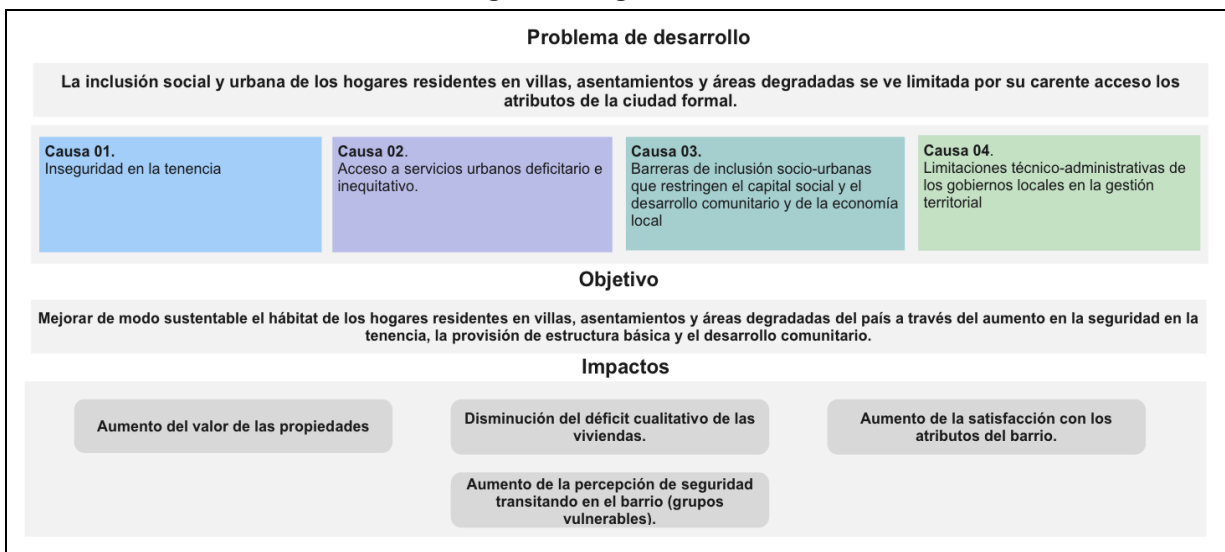 Problema de desarrollo
La inclusión social y urbana de los hogares residentes en villas, asentamientos y áreas degradadas se ve limitada por su carente acceso los
atributos de la ciudad formal.
Causa 01.
Inseguridad en la tenencia
Causa 02.
Acceso a servicios urbanos deficitario e
inequitativo.
Causa 03.
Barreras de inclusión socio-urbanas
que restringen el capital social y el
desarrollo comunitario y de la economía
local
Causa 04.
Limitaciones técnico-administrativas de
los gobiernos locales en la gestión
territorial
Objetivo
Mejorar de modo sustentable el hábitat de los hogares residentes en villas, asentamientos y áreas degradadas del país a través del aumento en la seguridad en la
tenencia, la provisión de estructura básica y el desarrollo comunitario.
Impactos
Aumento del valor de las propiedades
Disminución del déficit cualitativo de las
viviendas.
Aumento de la satisfacción con los
atributos del barrio.
Aumento de la percepción de seguridad
transitando en el barrio (grupos
vulnerables).